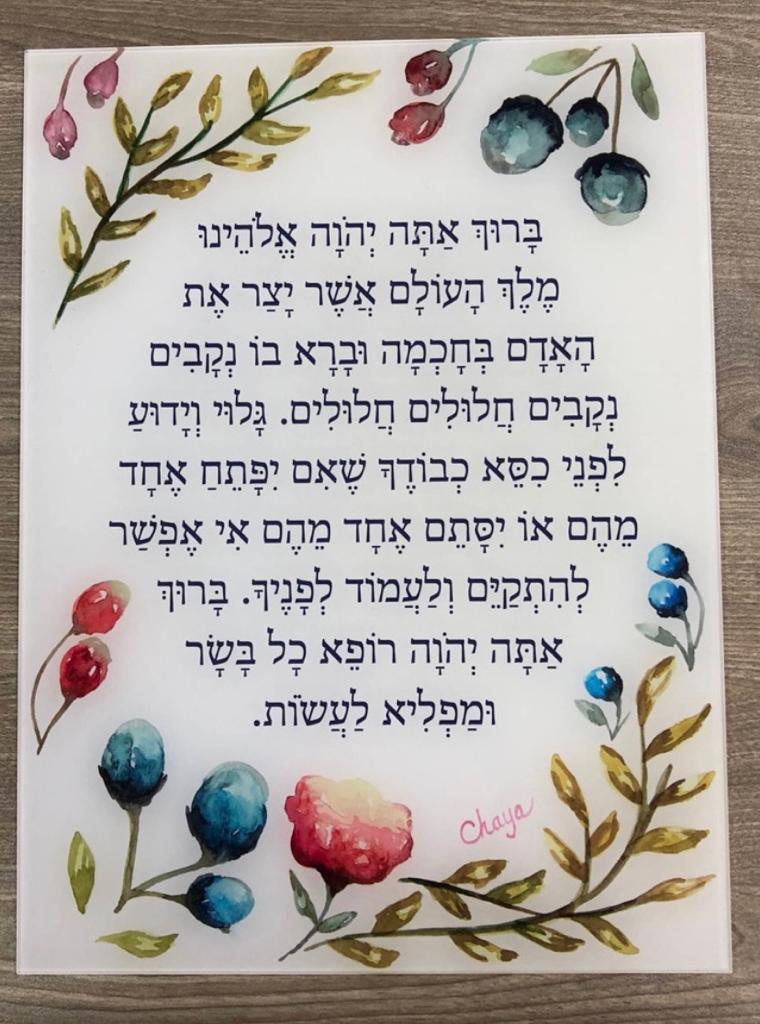 בָּרוּךְ אַתָּה יְהֹוָה אֱלֹהֵינוּ
מֶלֶךְ הָעוֹלָם אֲשֶׁר יָצַר אֶת
הָאָדָם בְּחָכְמָה וּבָרָא בוֹ נְקָבִים
נְקָבִים חֲלוּלִים חֲלוּלִים. גָּלוּי וְיָדוּעַ
לִפְנֵי כִסֵּא כְבוֹדֶךָ שֶׁאִם יִפָּתֵחַ אֶחָד
מֵהֶם אוֹ יִסָּתֵם אֶחָד מֵהֶם אִי אֶפְשַׁר
לְהִתְקַיֵּם וְלַעֲמוֹד לְפָנֶיךָ. בָּרוּךְ
אַתָּה יְהֹוָה רוֹפֵא כָל בָּשָׂר
וּמַפְלִיא לַעֲשׂוֹת.
Chaya